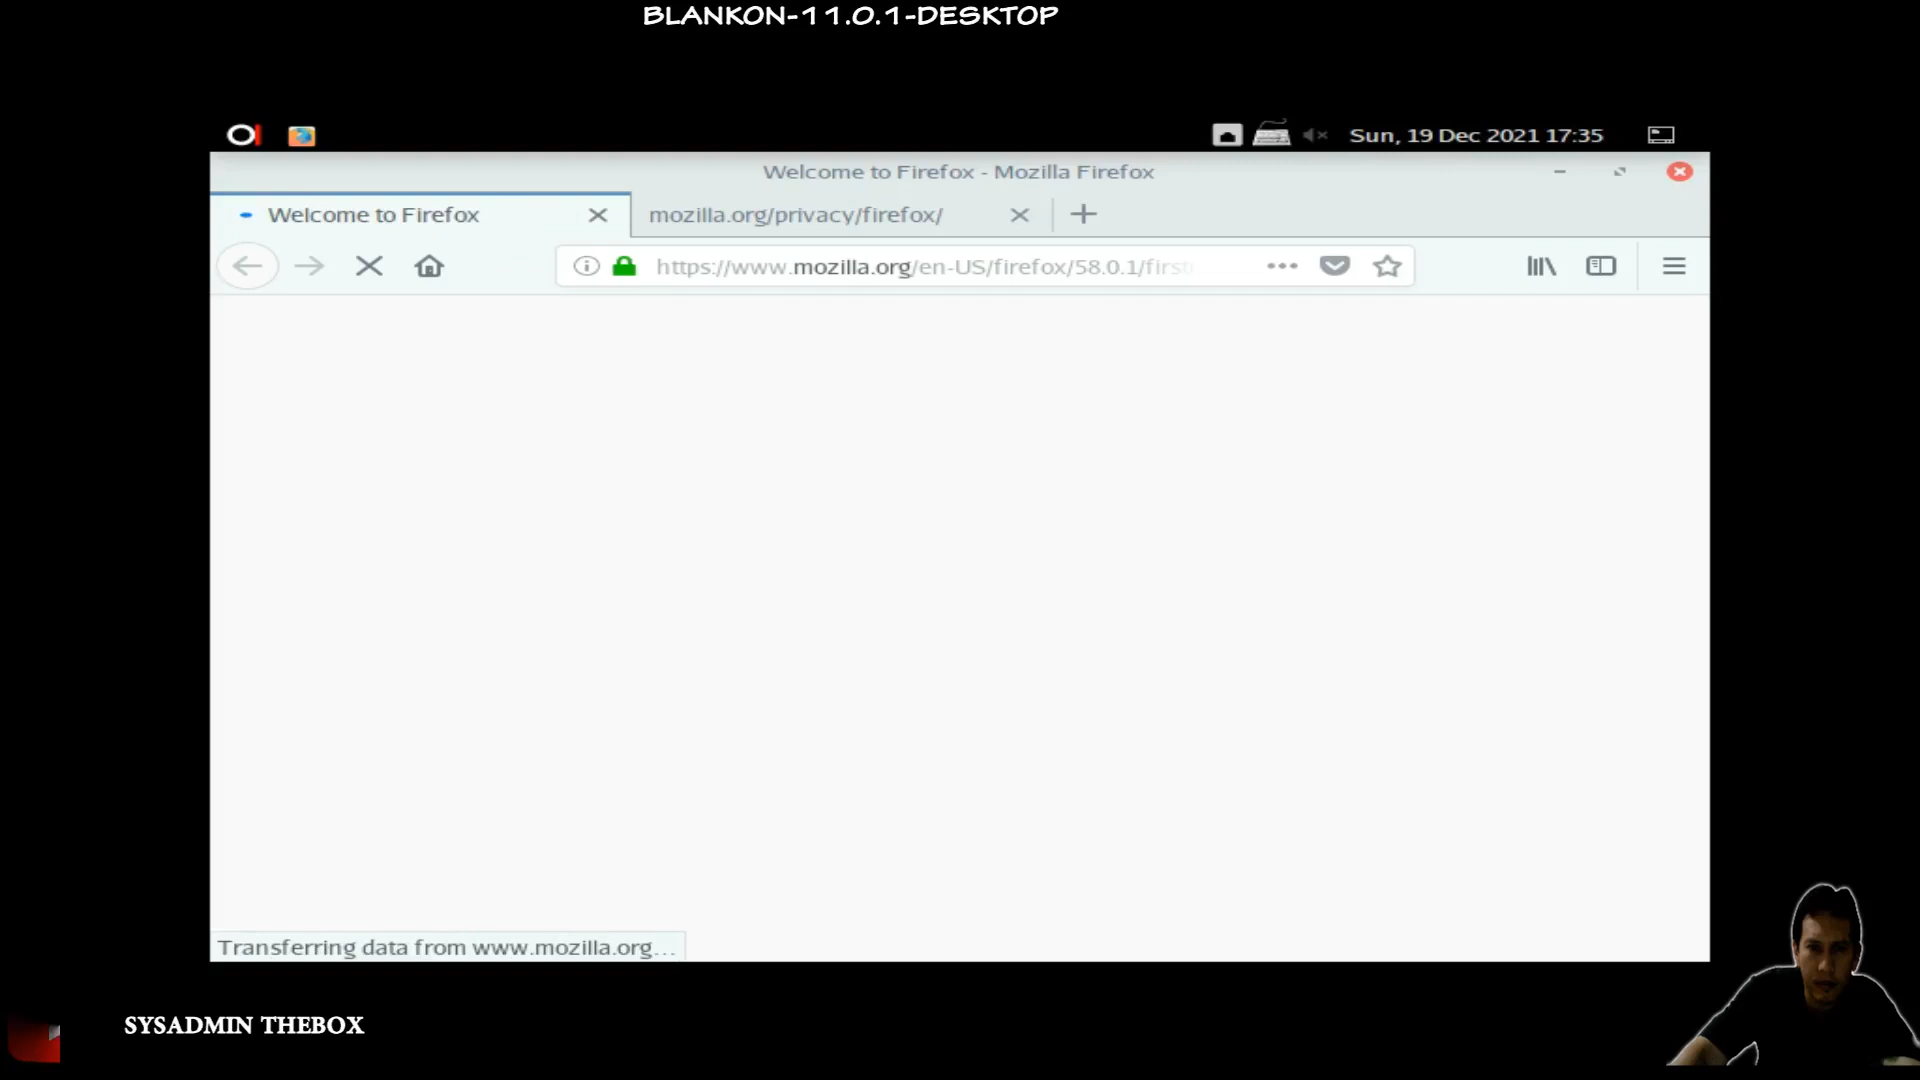 BLANKON-11.0.1-DESKTOP
Sun, 19 Dec 2021 17:35
Welcome to Firefox - Mozilla Firefox
Welcome to Firefox
mozilla.org/privacy/firefox/
https://www.mozilla.org/en-US/firefox/58.0.1/first
Transferring data from www.mozilla.org...
SYSADMIN THEBOX